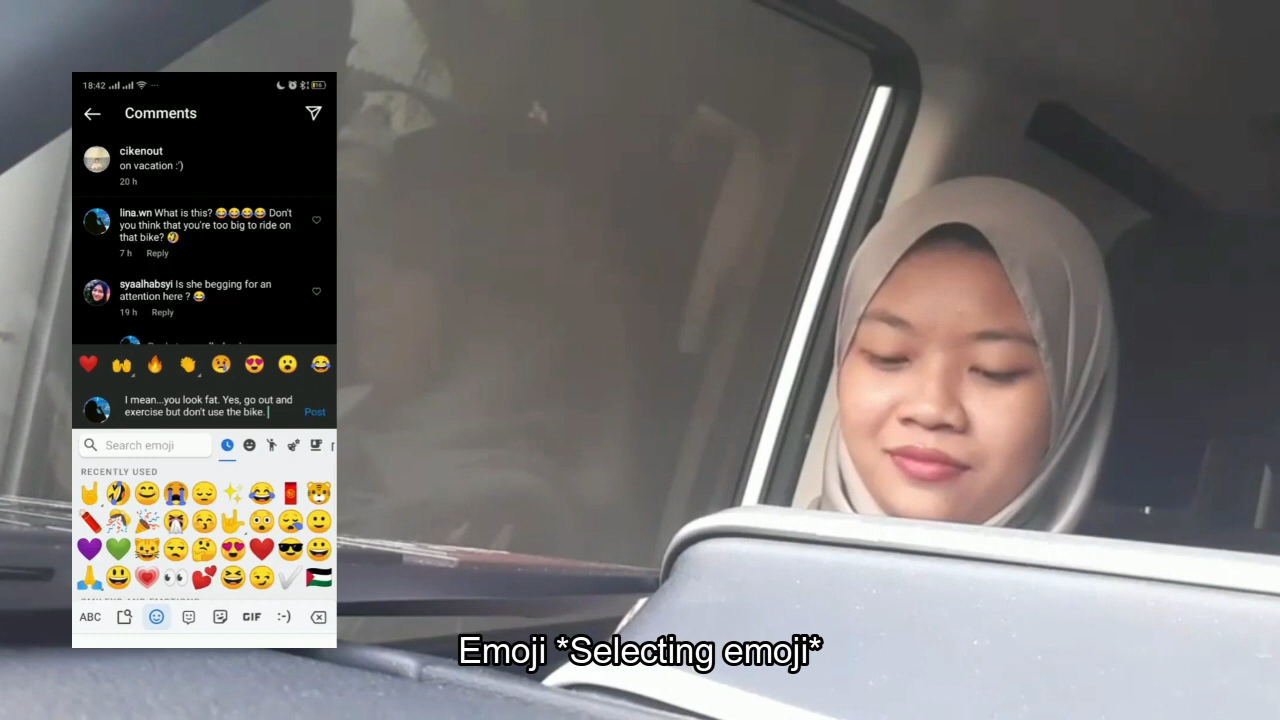 18:42
Comments
cikenout
on vacation :')
20 h
lina.wn What is this? 😂😂😂😂 Don't
you think that you're too big to ride on
that bike? 🤣
7 h Reply
syaalhabsyi Is she begging for an
attention here ? 😂
19 h Reply
I mean...you look fat. Yes, go out and
exercise but don't use the bike.
Post
Search emoji
RECENTLY USED
ABC
GIF
:-)
Emoji *Selecting emoji*